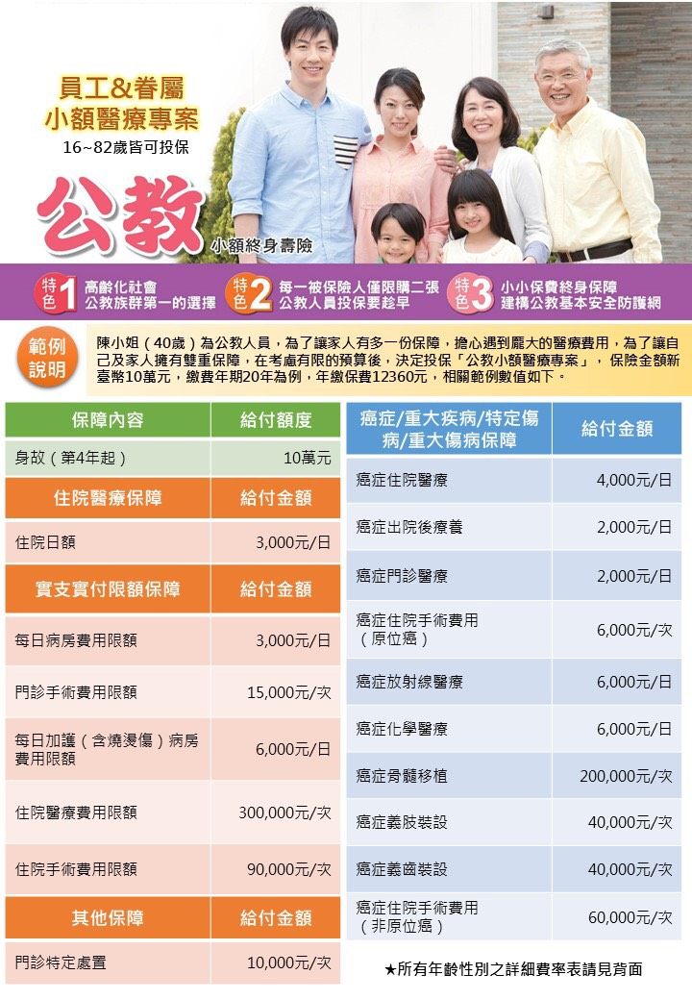 員工&眷屬
小額醫療專案
16~82歲皆可投保
公教
小額終身壽險
特色1 高齡化社會
公教族群第一的選擇
特色2 每一被保險人僅限購二張
公教人員投保要趁早
特色3 小小保費終身保障
建構公教基本安全防護網
範例
說明
陳小姐（40歲）為公教人員，為了讓家人有多一份保障，擔心遇到龐大的醫療費用，為了讓自
己及家人擁有雙重保障，在考慮有限的預算後，決定投保「公教小額醫療專案」， 保險金額新
臺幣10萬元，繳費年期20年為例，年繳保費12360元，相關範例數值如下。
保障內容 給付額度
身故（第4年起） 10萬元
住院醫療保障 給付金額
住院日額 3,000元/日
實支實付限額保障 給付金額
每日病房費用限額 3,000元/日
門診手術費用限額 15,000元/次
每日加護（含燒燙傷）病房
費用限額 6,000元/日
住院醫療費用限額 300,000元/次
住院手術費用限額 90,000元/次
其他保障 給付金額
門診特定處置 10,000元/次
癌症/重大疾病/特定傷
病/重大傷病保障 給付金額
癌症住院醫療 4,000元/日
癌症出院後療養 2,000元/日
癌症門診醫療 2,000元/日
癌症住院手術費用
（原位癌） 6,000元/次
癌症放射線醫療 6,000元/日
癌症化學醫療 6,000元/日
癌症骨髓移植 200,000元/次
癌症義肢裝設 40,000元/次
癌症義齒裝設 40,000元/次
癌症住院手術費用
（非原位癌） 60,000元/次
★所有年齡性別之詳細費率表請見背面